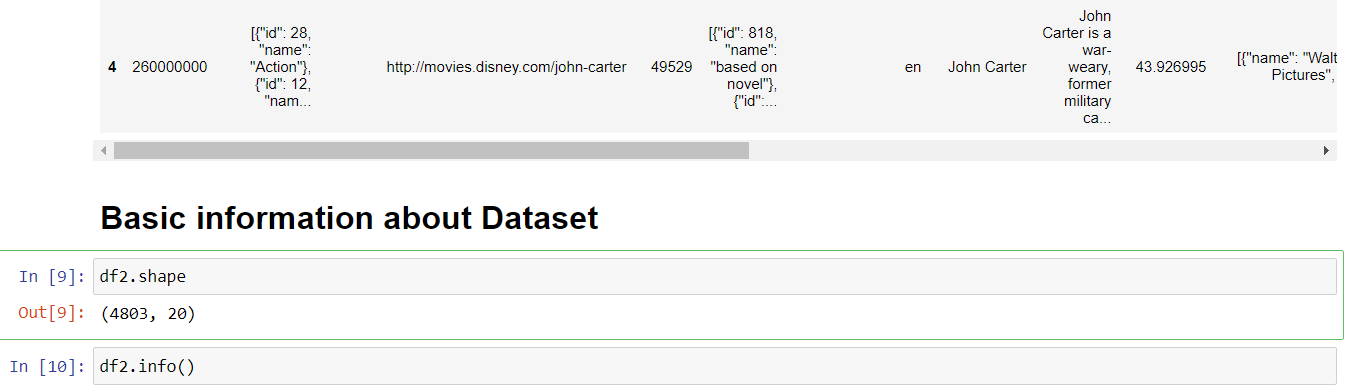 4 260000000 [{"id": 28, "name": "Action"}, {"id": 12, "nam... http://movies.disney.com/john-carter 49529 [{"id": 818, "name": "based on novel"}, {"id":... en John Carter John Carter is a war-weary, former military ca... 43.926995 [{"name": "Walt Pictures",
Basic information about Dataset
In [9]: df2.shape
Out[9]: (4803, 20)
In [10]: df2.info()